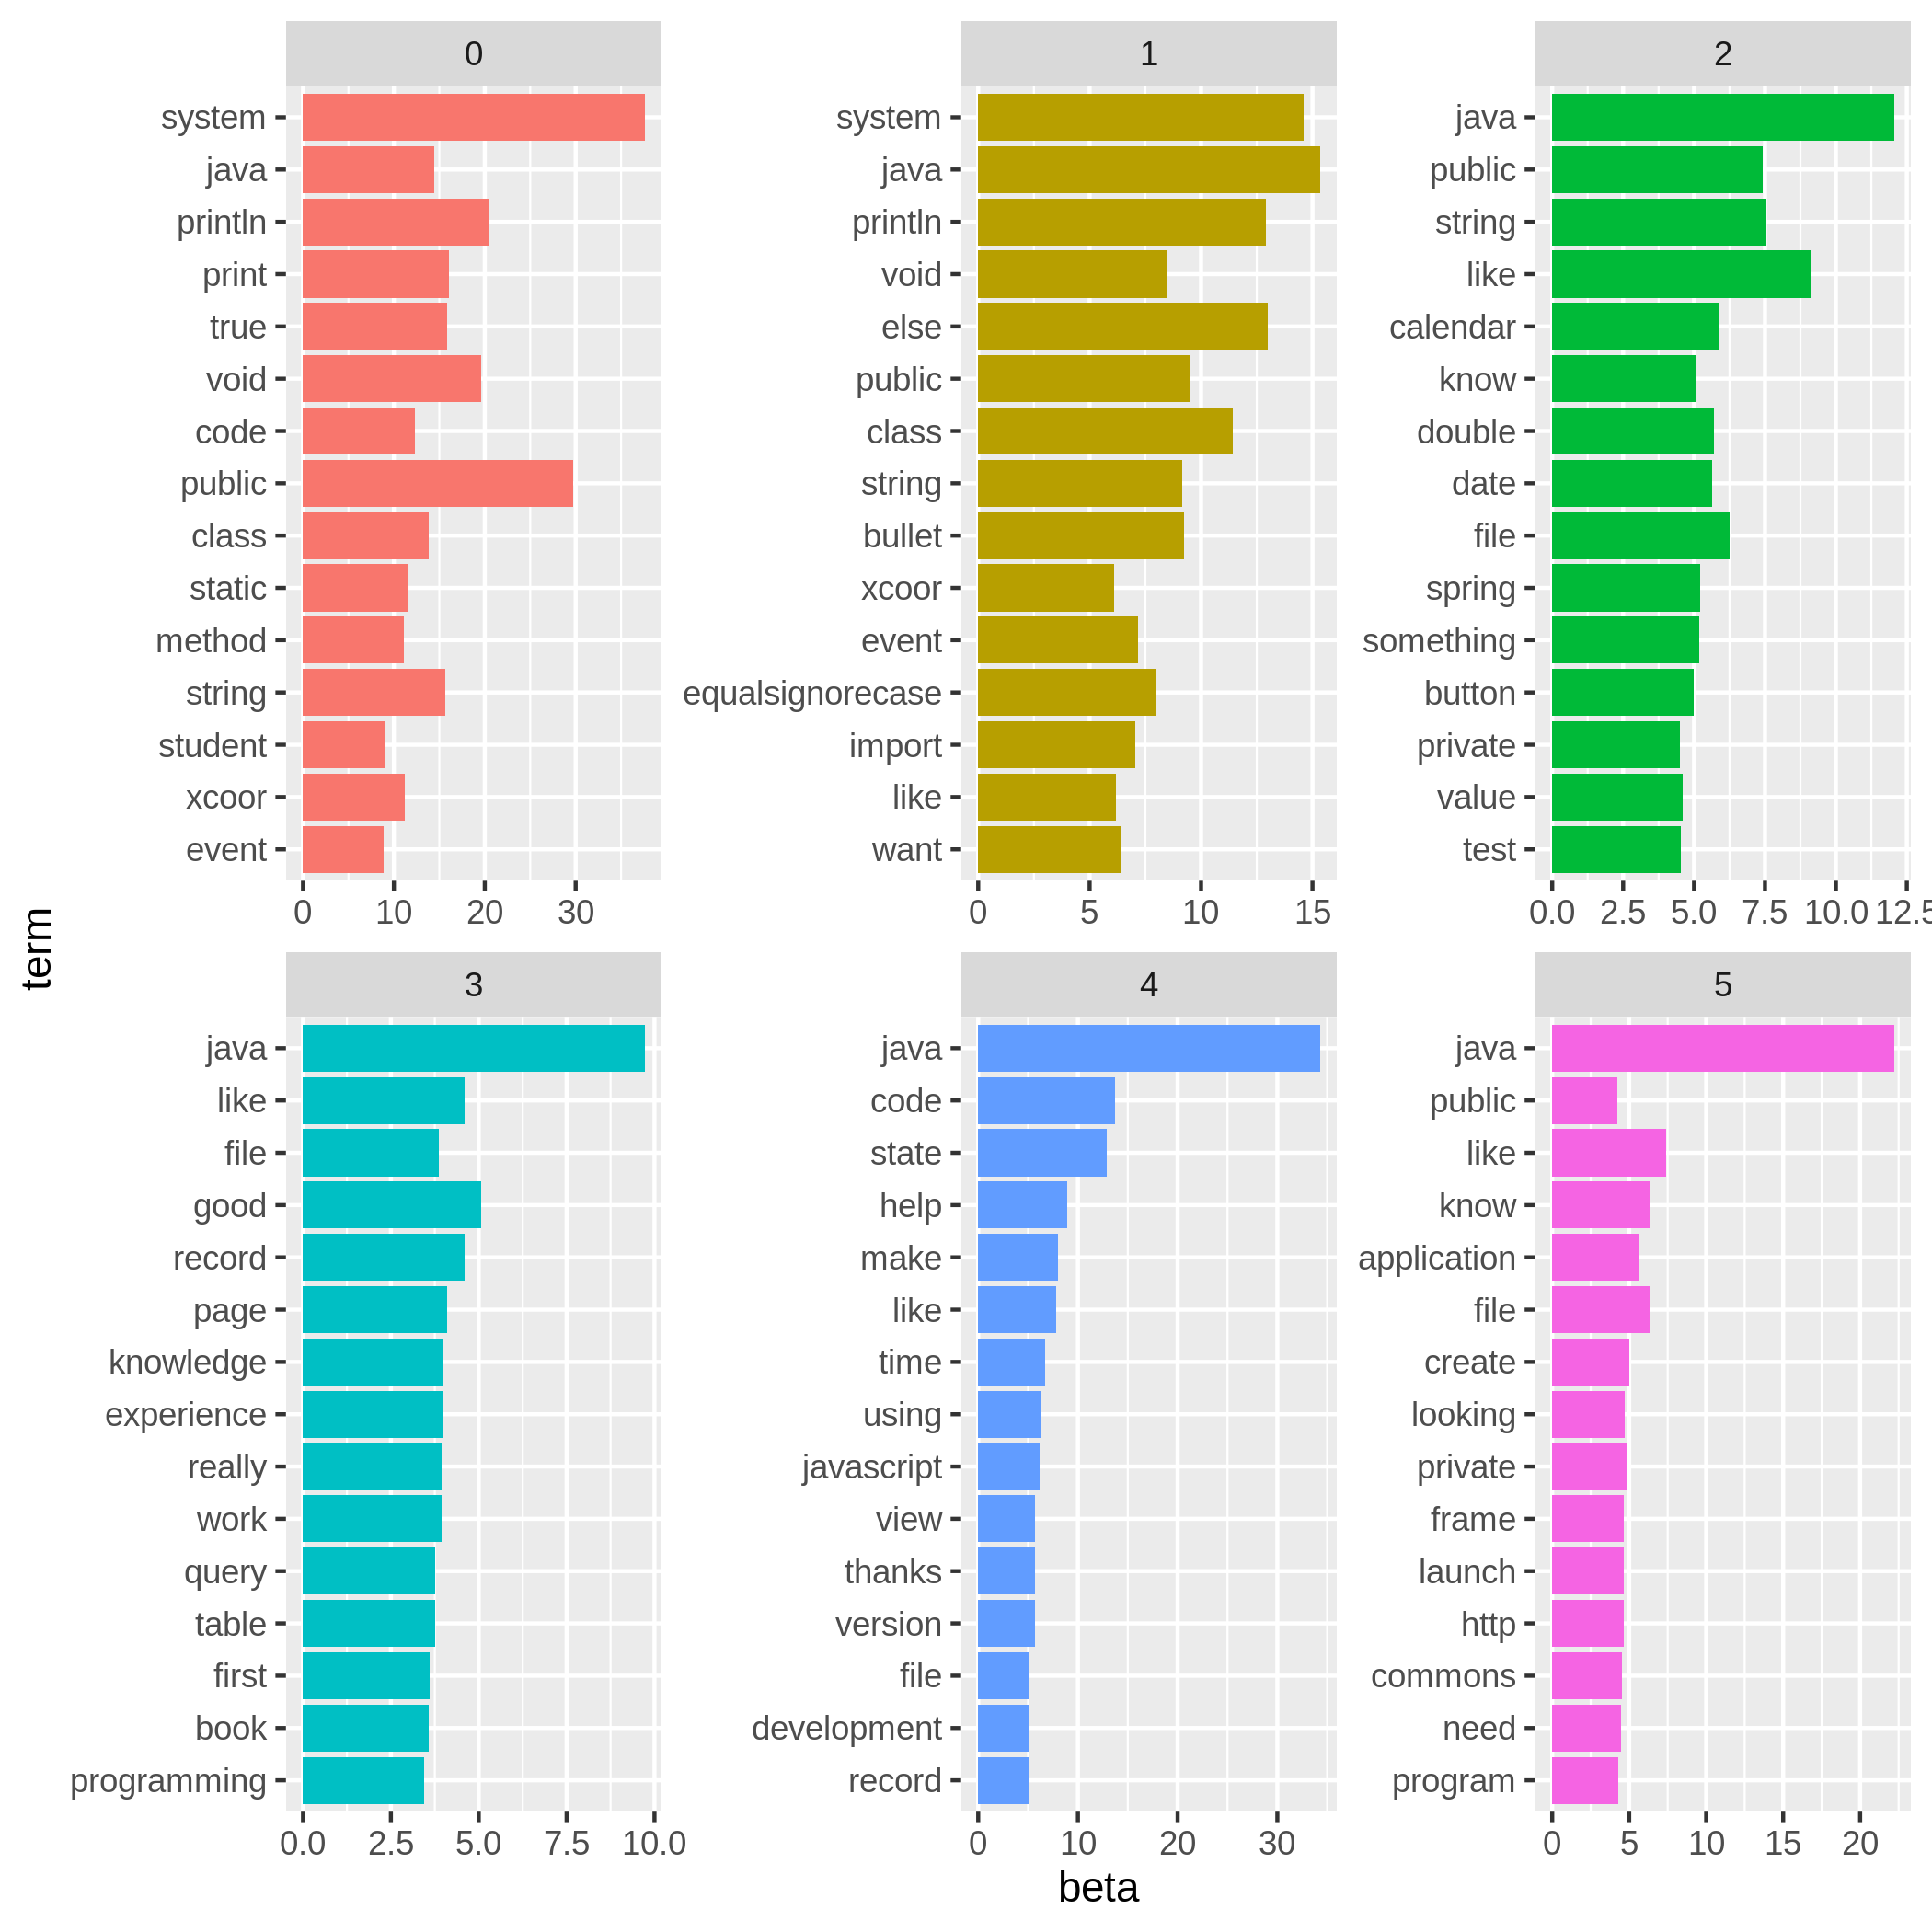 0
system
java
println
print
true
void
code
public
class
static
method
string
student
xcoor
event
0 10 20 30
1
system
java
println
void
else
public
class
string
bullet
xcoor
event
equalsignorecase
import
like
want
0 5 10 15
2
java
public
string
like
calendar
know
double
date
file
spring
something
button
private
value
test
0.0 2.5 5.0 7.5 10.0 12.5
term
3
java
like
file
good
record
page
knowledge
experience
really
work
query
table
first
book
programming
0.0 2.5 5.0 7.5 10.0
4
java
code
state
help
make
like
time
using
javascript
view
thanks
version
file
development
record
0 10 20 30
5
java
public
like
know
application
file
create
looking
private
frame
launch
http
commons
need
program
0 5 10 15 20
beta